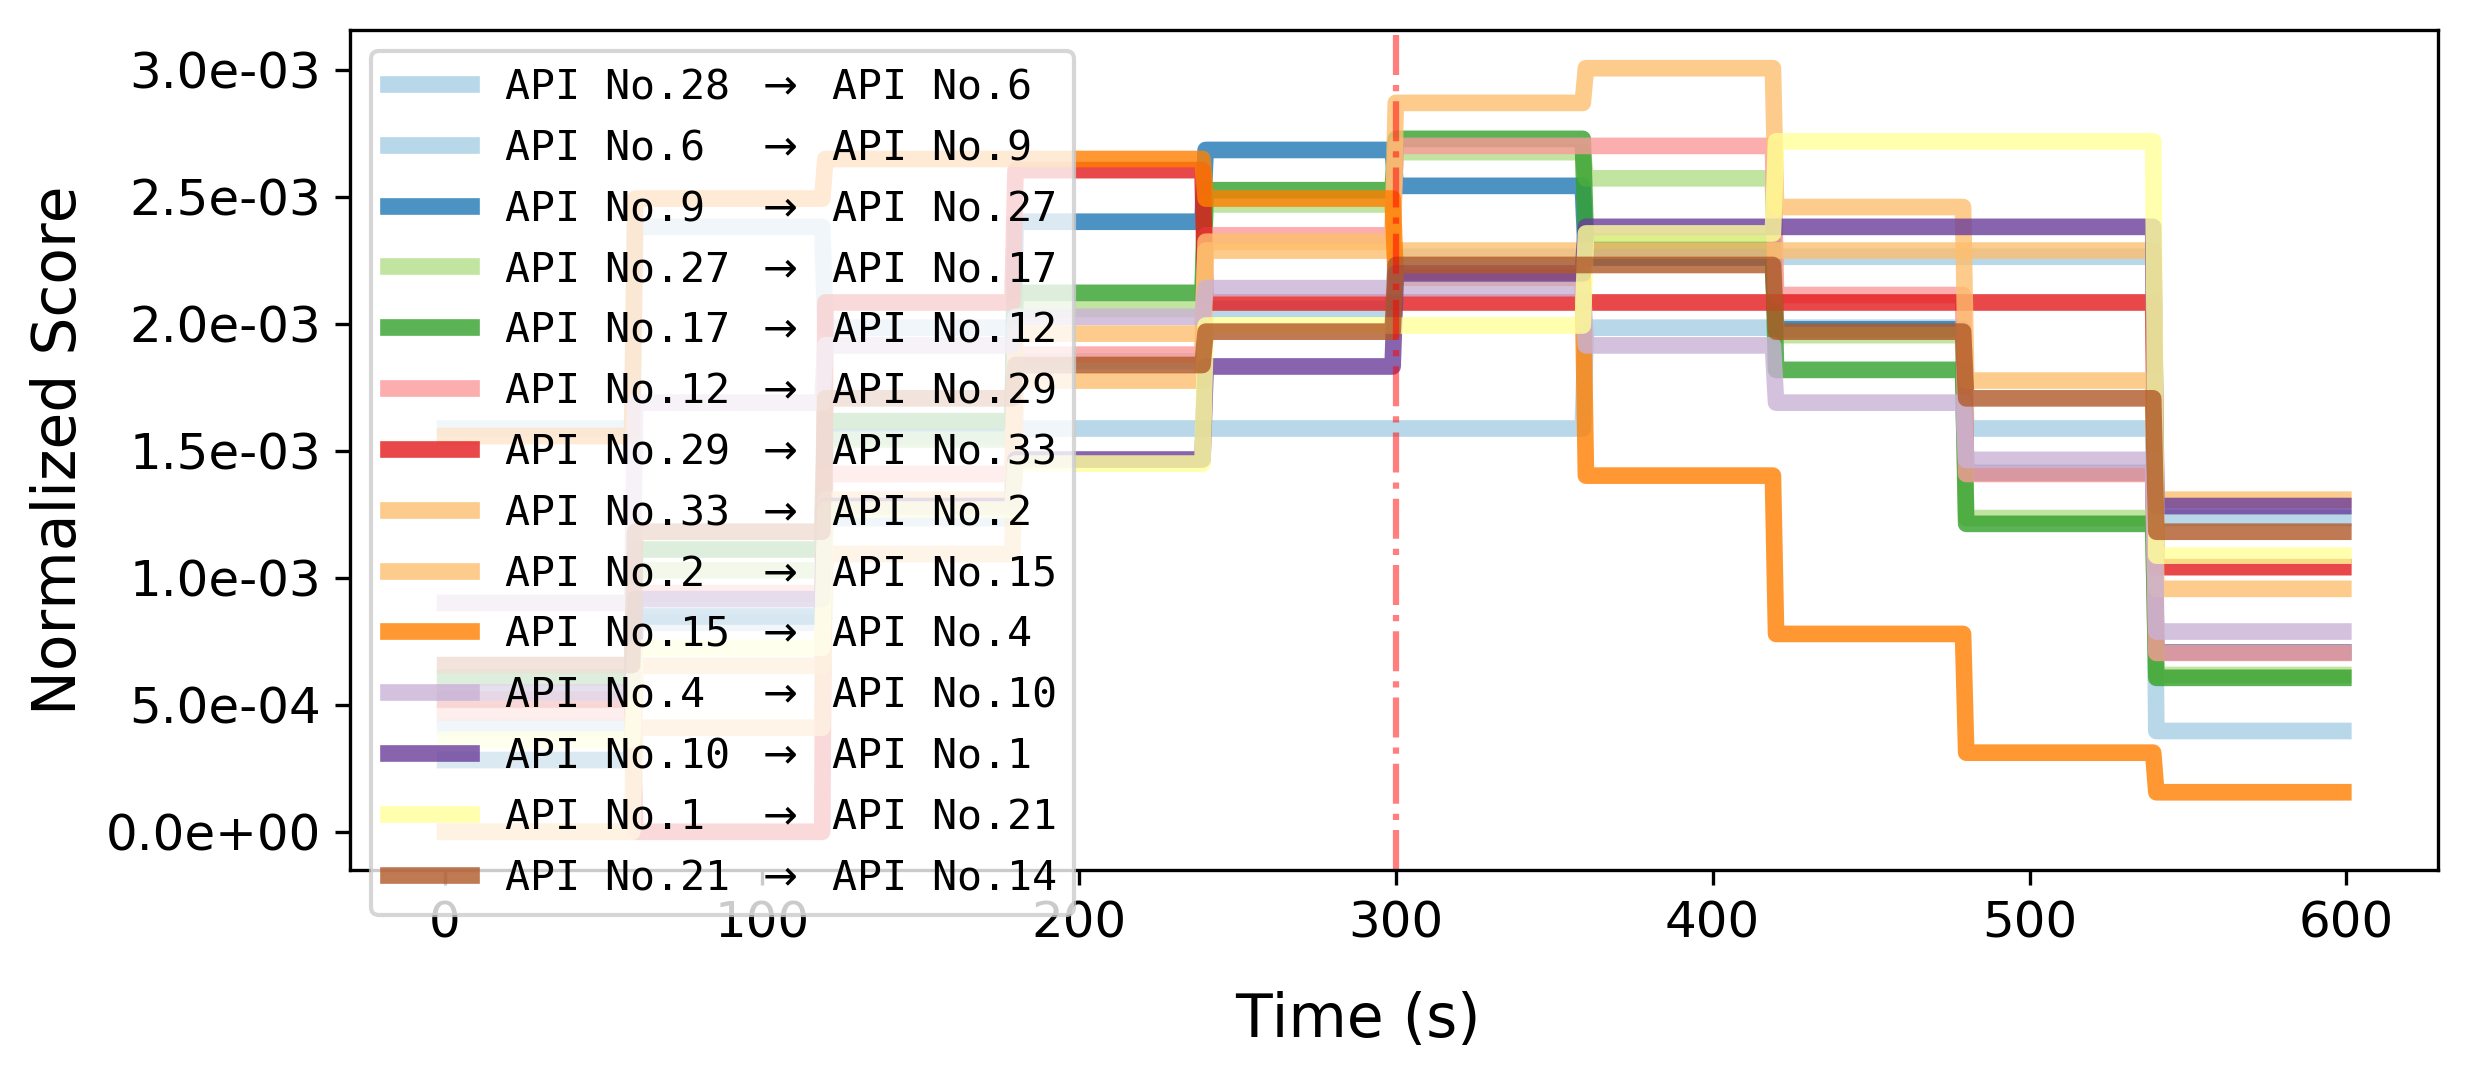 3.0e-03
2.5e-03
2.0e-03
1.5e-03
1.0e-03
5.0e-04
0.0e+00
Normalized Score
API No.28 → API No.6
API No.6 → API No.9
API No.9 → API No.27
API No.27 → API No.17
API No.17 → API No.12
API No.12 → API No.29
API No.29 → API No.33
API No.33 → API No.2
API No.2 → API No.15
API No.15 → API No.4
API No.4 → API No.10
API No.10 → API No.1
API No.1 → API No.21
API No.21 → API No.14
0 100 200 300 400 500 600
Time (s)